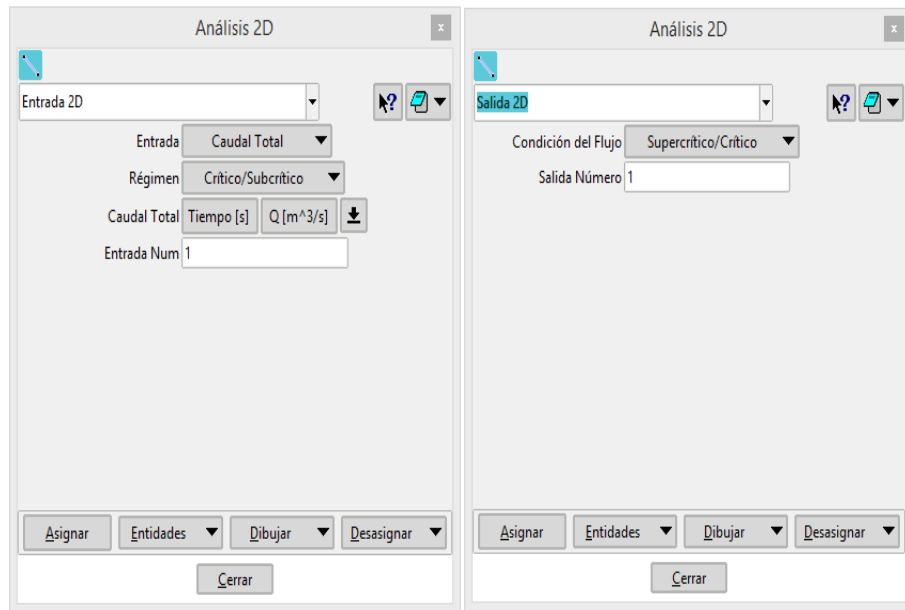 Análisis 2D
x
Entrada 2D
?
Entrada Caudal Total
Régimen Crítico/Subcrítico
Caudal Total Tiempo [s] Q [m^3/s]
Entrada Num 1
Asignar Entidades Dibujar Desasignar
Cerrar
Análisis 2D
x
Salida 2D
?
Condición del Flujo Supercrítico/Crítico
Salida Número 1
Asignar Entidades Dibujar Desasignar
Cerrar